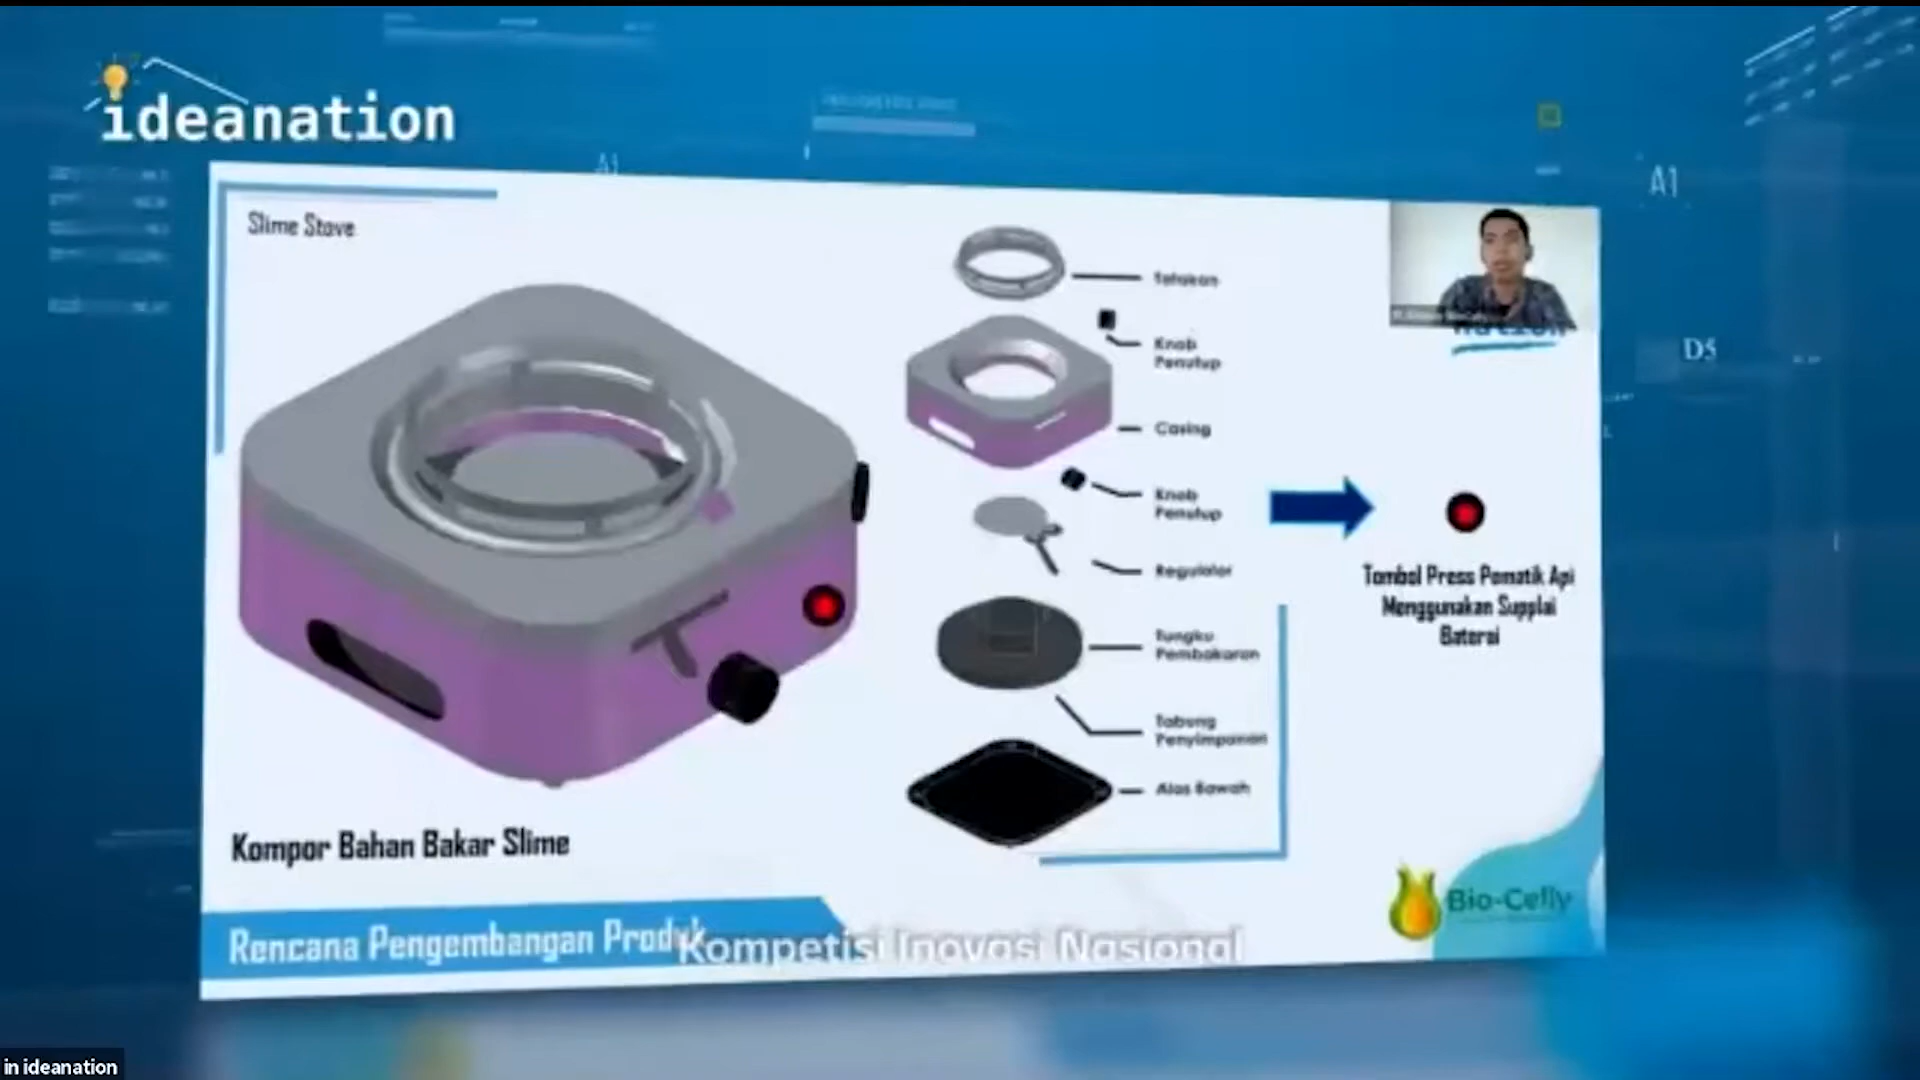 ideanation
A1
A1
D5
Slime Stove
Tatakan
Knob
Penutup
Casing
Knob
Penutup
Regulator
Tungku
Pembakaran
Tabung
Penyimpanan
Alas Bawah
Tombol Press Pematik Api
Menggunakan Supplai
Baterai
Kompor Bahan Bakar Slime
Bio-Celly
Rencana Pengembangan Produk
Kompetisi Inovasi Nasional
in ideanation